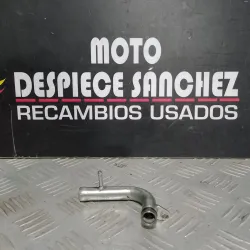 MOTO
DESPIECE SÁNCHEZ
RECAMBIOS USADOS